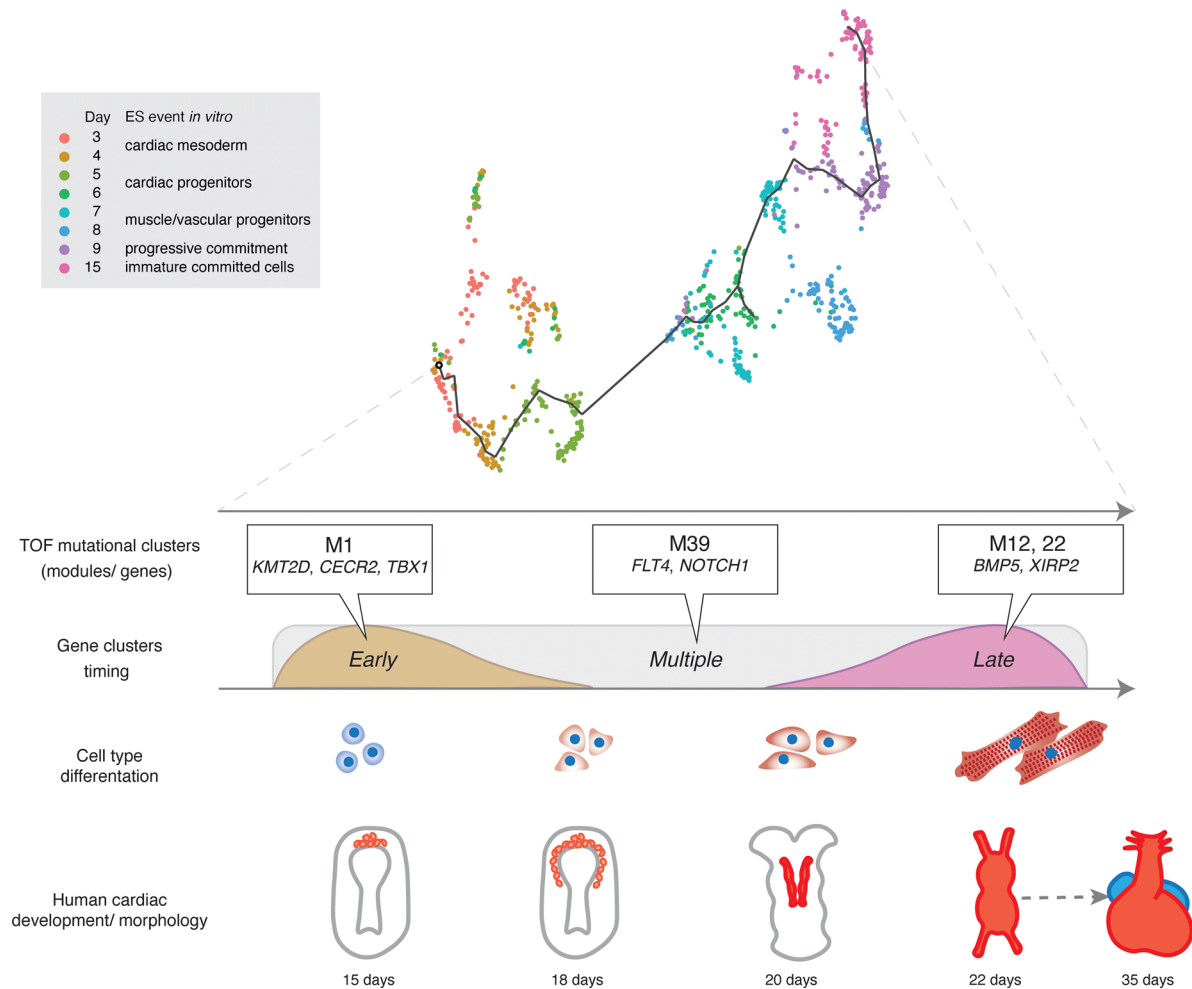 Day ES event in vitro
3
cardiac mesoderm
4
5
cardiac progenitors
6
7
muscle/vascular progenitors
8
9 progressive commitment
15 immature committed cells
TOF mutational clusters
(modules/ genes)
M1
KMT2D, CECR2, TBX1
M39
FLT4, NOTCH1
M12, 22
BMP5, XIRP2
Gene clusters
timing
Early
Multiple
Late
Cell type
differentation
Human cardiac
development/ morphology
15 days
18 days
20 days
22 days
35 days